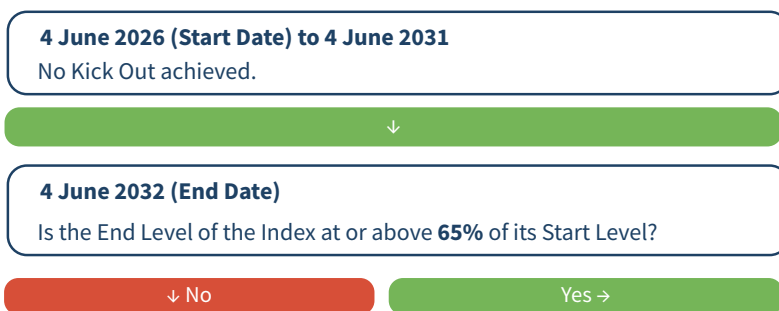 4 June 2026 (Start Date) to 4 June 2031
No Kick Out achieved.
↓
4 June 2032 (End Date)
Is the End Level of the Index at or above 65% of its Start Level?
↓ No
Yes →